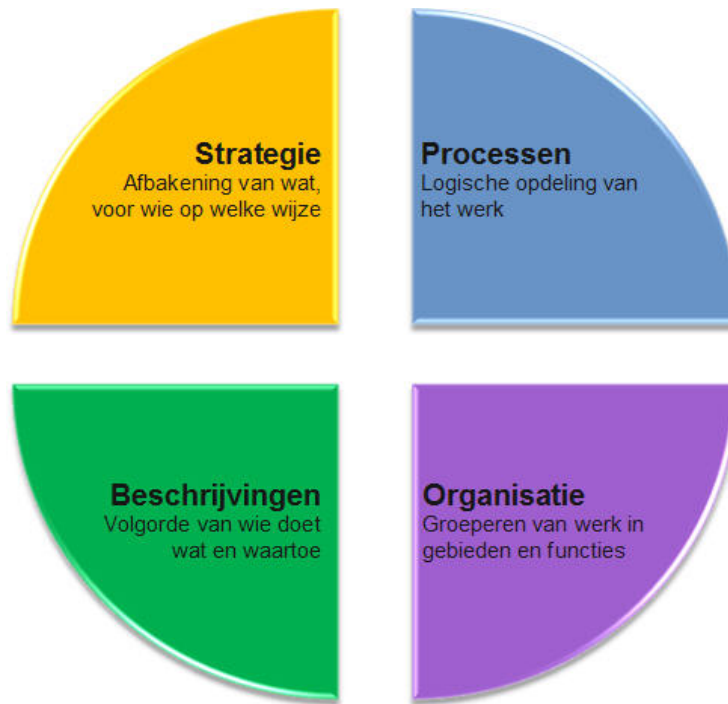 Strategie
Afbakening van wat,
voor wie op welke wijze
Processen
Logische opdeling van
het werk
Beschrijvingen
Volgorde van wie doet
wat en waartoe
Organisatie
Groeperen van werk in
gebieden en functies